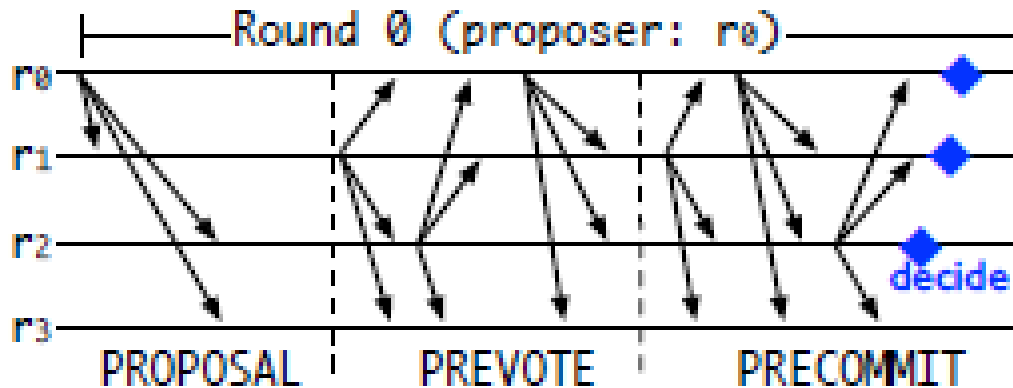 Round 0 (proposer: r0)
r0
r1
r2
decide
r3
PROPOSAL PREVOTE PRECOMMIT